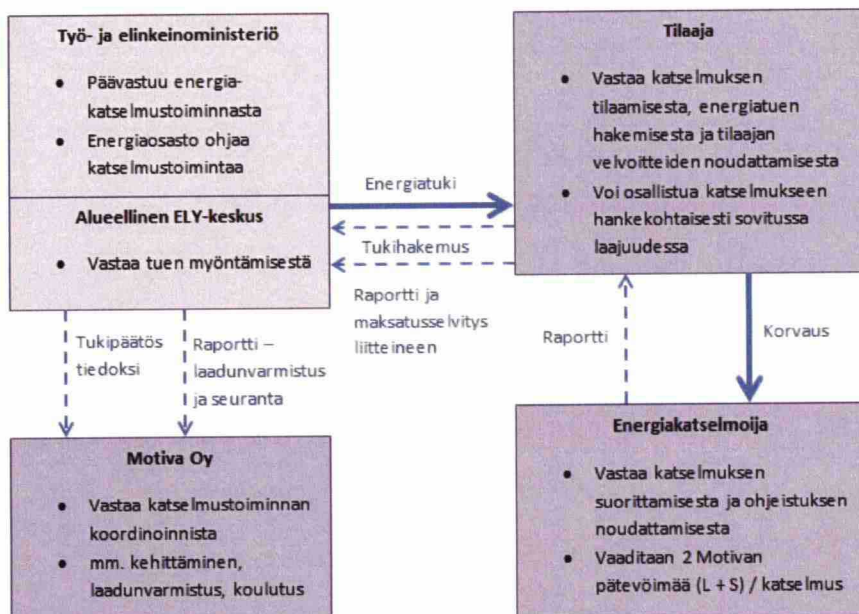 Työ- ja elinkeinoministeriö
• Päävastuu energia-
katselmustoiminnasta
• Energiaosasto ohjaa
katselmustoimintaa
Alueellinen ELY-keskus
• Vastaa tuen myöntämisestä
Energiatuki
Tukihakemus
Raportti ja
maksatusselvitys
liitteineen
Tilaaja
• Vastaa katselmuksen
tilaamisesta, energiatuen
hakemisesta ja tilaajan
velvoitteiden noudattamisesta
• Voi osallistua katselmukseen
hankekohtaisesti sovitussa
laajuudessa
Tukipäätös
tiedoksi
Raportti –
laadunvarmistus
ja seuranta
Raportti
Korvaus
Motiva Oy
• Vastaa katselmustoiminnan
koordinoinnista
• mm. kehittäminen,
laadunvarmistus, koulutus
Energiakatselmoija
• Vastaa katselmuksen
suorittamisesta ja ohjeistuksen
noudattamisesta
• Vaaditaan 2 Motivan
pätevöimää (L + S) / katselmus